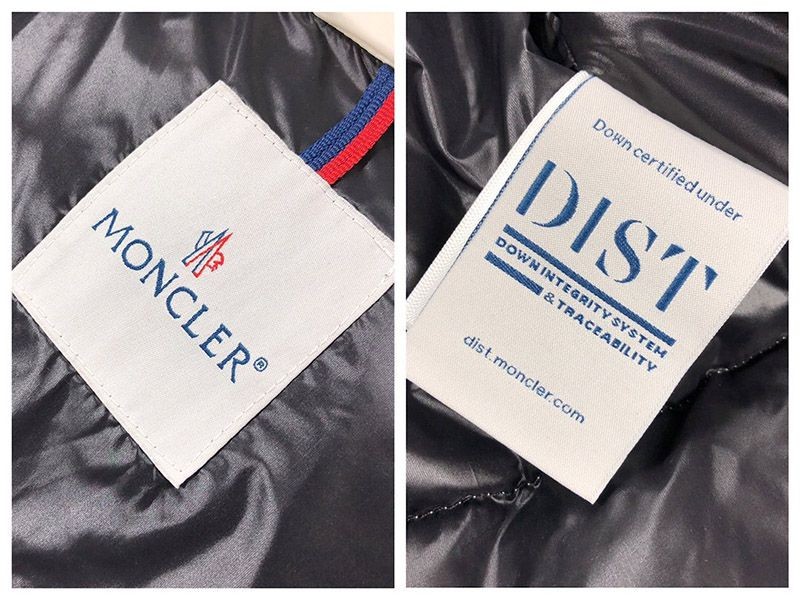 MONCLER®
Down certified under
DIST
DOWN INTEGRITY SYSTEM
& TRACEABILITY
dist.moncler.com